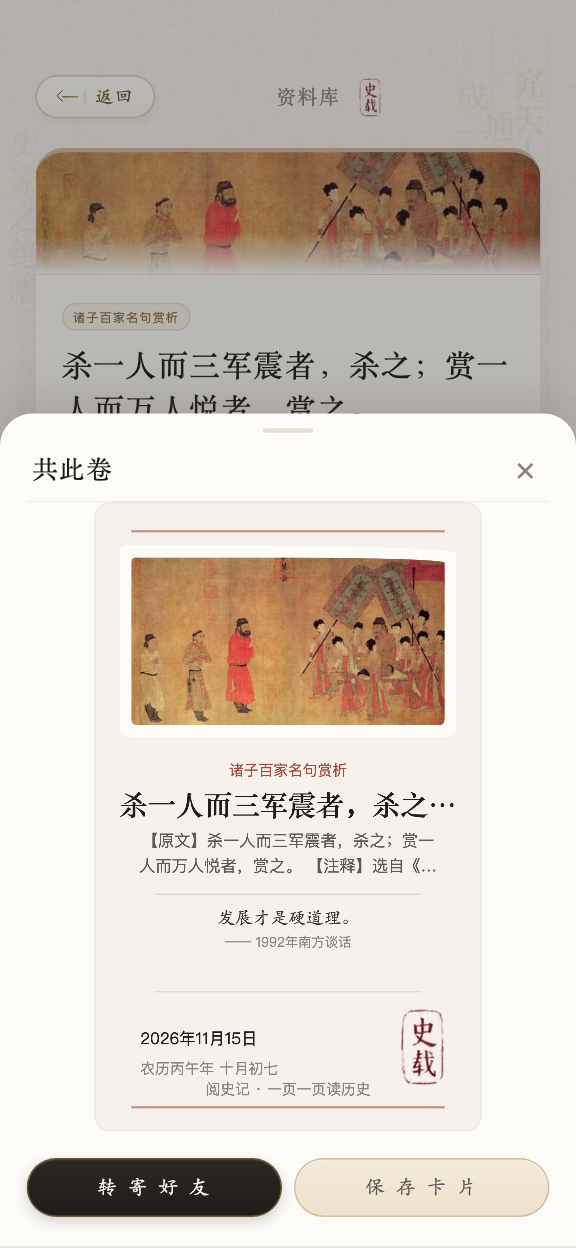 返回
资料库
史载
诸子百家名句赏析
杀一人而三军震者，杀之；赏一
人而万人悦者，赏之。
共此卷
诸子百家名句赏析
杀一人而三军震者，杀之…
【原文】杀一人而三军震者，杀之；赏一
人而万人悦者，赏之。 【注释】选自《...
发展才是硬道理。
—— 1992年南方谈话
2026年11月15日
农历丙午年 十月初七
阅史记 · 一页一页读历史
史载
转寄好友
保存卡片